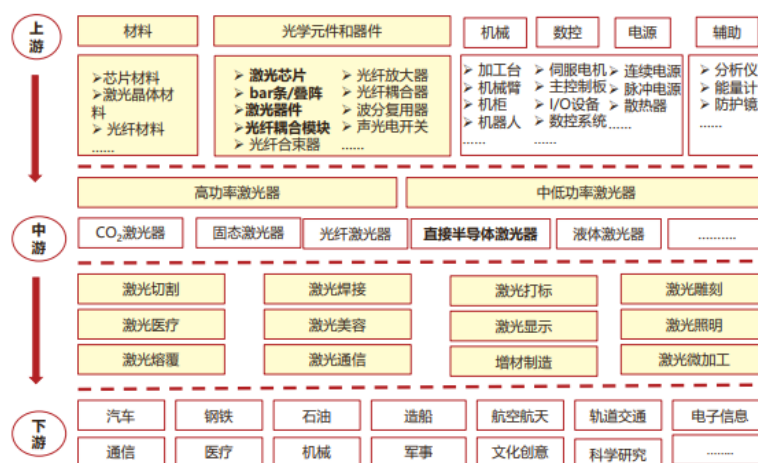 上游
材料
光学元件和器件
机械
数控
电源
辅助
➢芯片材料
➢激光晶体材
料
➢ 光纤材料
......
➢ 激光芯片
➢ bar条/叠阵
➢ 激光器件
➢ 光纤耦合模块
➢ 光纤合束器
➢ 光纤放大器
➢ 光纤耦合器
➢ 波分复用器
➢ 声光电开关
......
➢ 加工台
➢ 机械臂
➢ 机柜
➢ 机器人
......
➢ 伺服电机
➢ 主控制板
➢ I/O设备
➢ 数控系统
......
➢ 连续电源
➢ 脉冲电源
➢ 散热器
......
➢ 分析仪
➢ 能量计
➢ 防护镜
......
高功率激光器
中低功率激光器
中游
CO₂激光器
固态激光器
光纤激光器
直接半导体激光器
液体激光器
..........
激光切割
激光焊接
激光打标
激光雕刻
激光医疗
激光美容
激光显示
激光照明
激光熔覆
激光通信
增材制造
激光微加工
下游
汽车
钢铁
石油
造船
航空航天
轨道交通
电子信息
通信
医疗
机械
军事
文化创意
科学研究
........